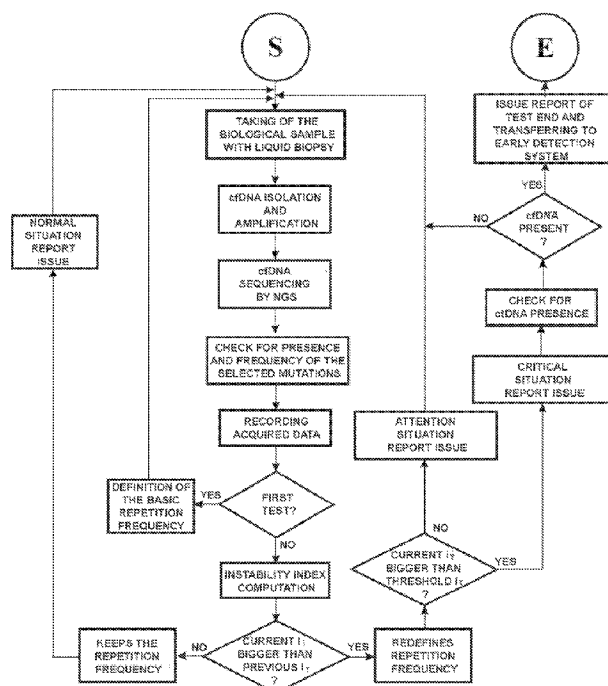 S
TAKING OF THE
BIOLOGICAL SAMPLE
WITH LIQUID BIOPSY
cfDNA ISOLATION
AND
AMPLIFICATION
cfDNA
SEQUENCING
BY NGS
CHECK FOR PRESENCE
AND FREQUENCY OF THE
SELECTED MUTATIONS
RECORDING
ACQUIRED DATA
FIRST
TEST?
YES
DEFINITION OF
THE BASIC
REPETITION
FREQUENCY
NO
INSTABILITY INDEX
COMPUTATION
CURRENT I
BIGGER THAN
PREVIOUS I
?
NO
KEEPS THE
REPETITION
FREQUENCY
NORMAL
SITUATION
REPORT
ISSUE
YES
REDEFINES
REPETITION
FREQUENCY
CURRENT I
BIGGER THAN
THRESHOLD I
?
NO
ATTENTION
SITUATION
REPORT ISSUE
YES
CRITICAL
SITUATION
REPORT ISSUE
CHECK FOR
ctDNA PRESENCE
ctDNA
PRESENT
?
NO
YES
ISSUE REPORT OF
TEST END AND
TRANSFERRING TO
EARLY DETECTION
SYSTEM
E